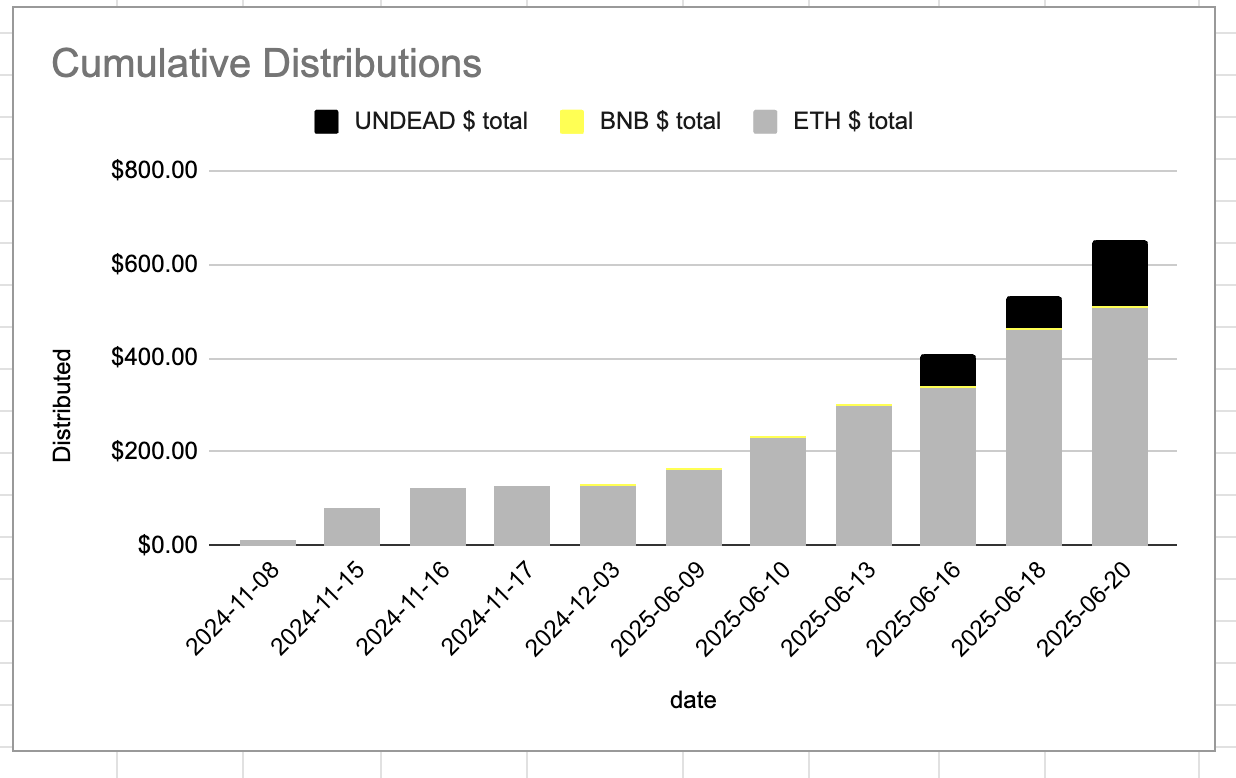 Cumulative Distributions
UNDEAD $ total BNB $ total ETH $ total
$800.00
$600.00
$400.00
$200.00
$0.00
Distributed
2024-11-08 2024-11-15 2024-11-16 2024-11-17 2024-12-03 2025-06-09 2025-06-10 2025-06-13 2025-06-16 2025-06-18 2025-06-20
date